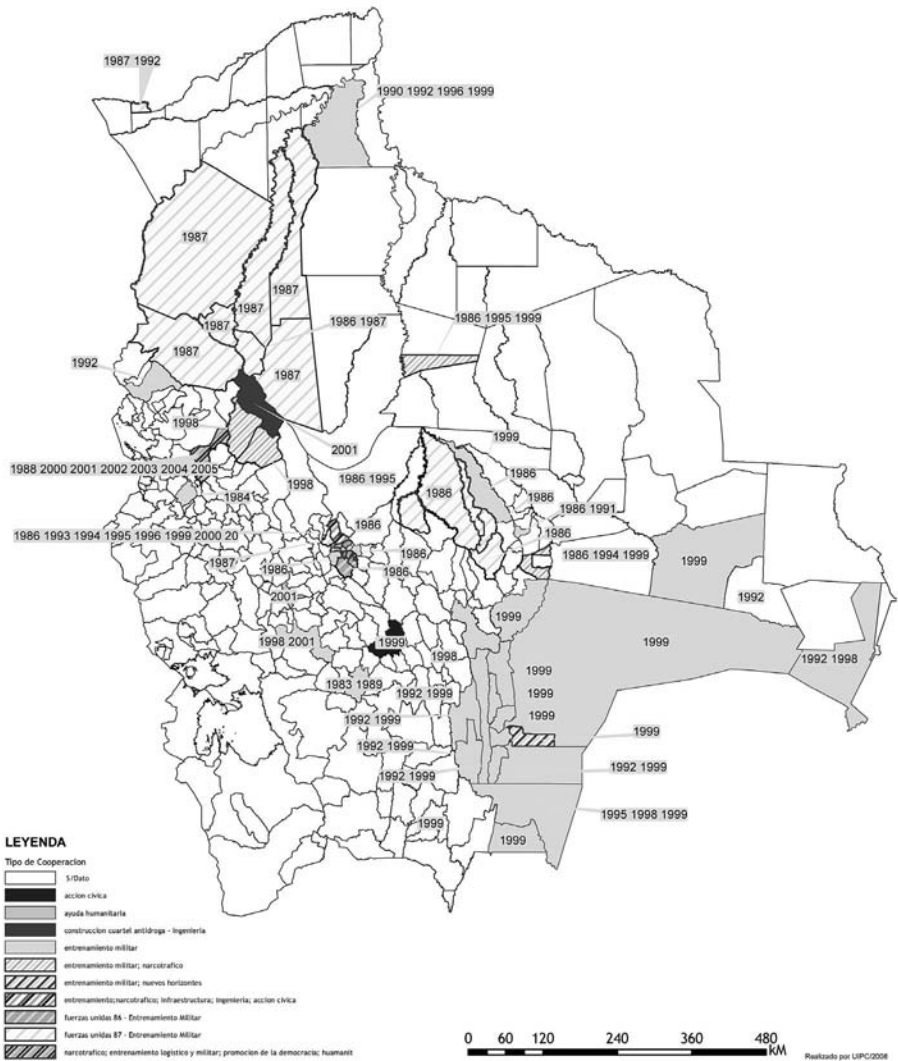 1987 1992
1990 1992 1996 1999
1987
1987
1987
1987
1986 1987
1986 1995 1999
1987
1992
1987
1998
2001
1999
1988 2000 2001 2002 2003 2004 2005
1998
1986 1995
1986
1986
1984
1986
1986 1991
1986 1993 1994 1995 1996 1999 2000 20
1986
1986
1987
1986
1986 1994 1999
1999
1986
1986
1992
2001
1999
1998 2001
1999
1998
1999
1992 1998
1983 1989
1992 1999
1999
1999
1992 1999
1999
1999
1992 1999
1992 1999
1992 1999
1995 1998 1999
1999
1999
LEYENDA
Tipo de Cooperacion
S/Dato
accion civica
ayuda humanitaria
construccion cuartel antidroga - ingenieria
entrenamiento militar
entrenamiento militar; narcotrafico
entrenamiento militar; nuevos horizontes
entrenamiento;narcotrafico; infraestructura; ingenieria; accion civica
fuerzas unidas 86 - Entrenamiento Militar
fuerzas unidas 87 - Entrenamiento Militar
narcotrafico; entrenamiento logistico y militar; promocion de la democracia; huamanit
0 60 120 240 360 480
KM
Realizado por UIPC/2008